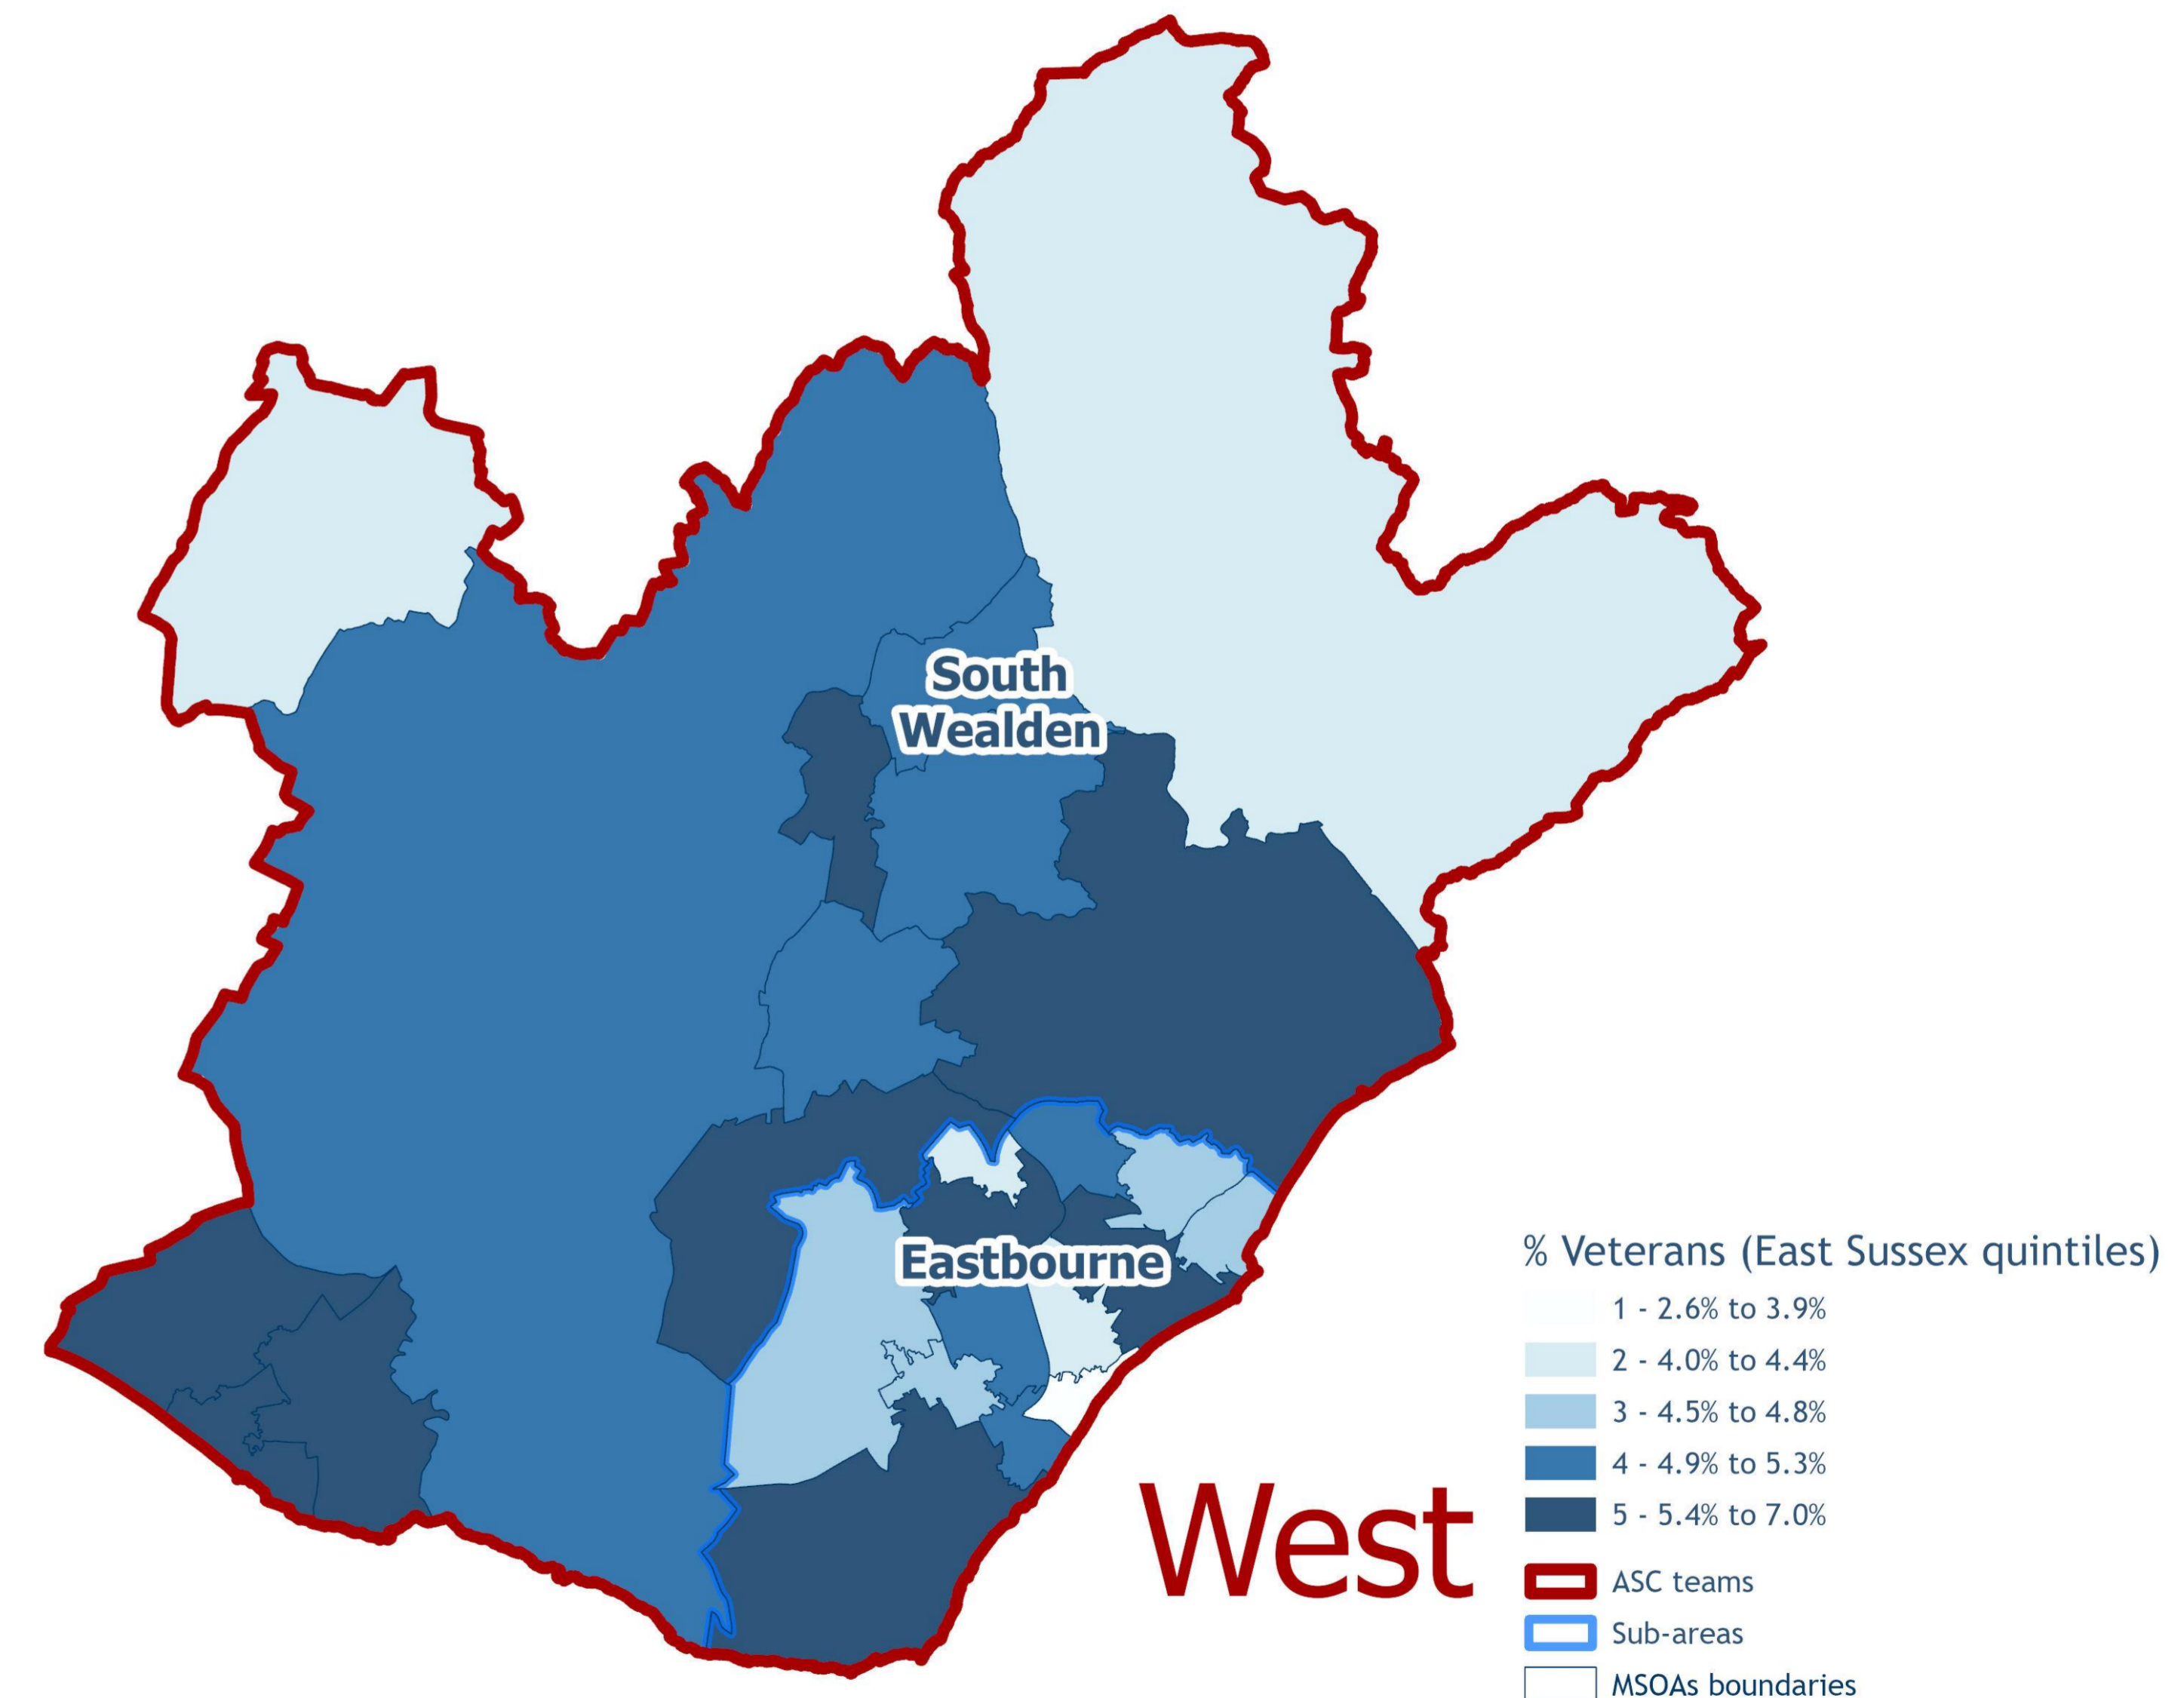 South
Wealden
Eastbourne
West
% Veterans (East Sussex quintiles)
1 - 2.6% to 3.9%
2 - 4.0% to 4.4%
3 - 4.5% to 4.8%
4 - 4.9% to 5.3%
5 - 5.4% to 7.0%
ASC teams
Sub-areas
MSOAs boundaries